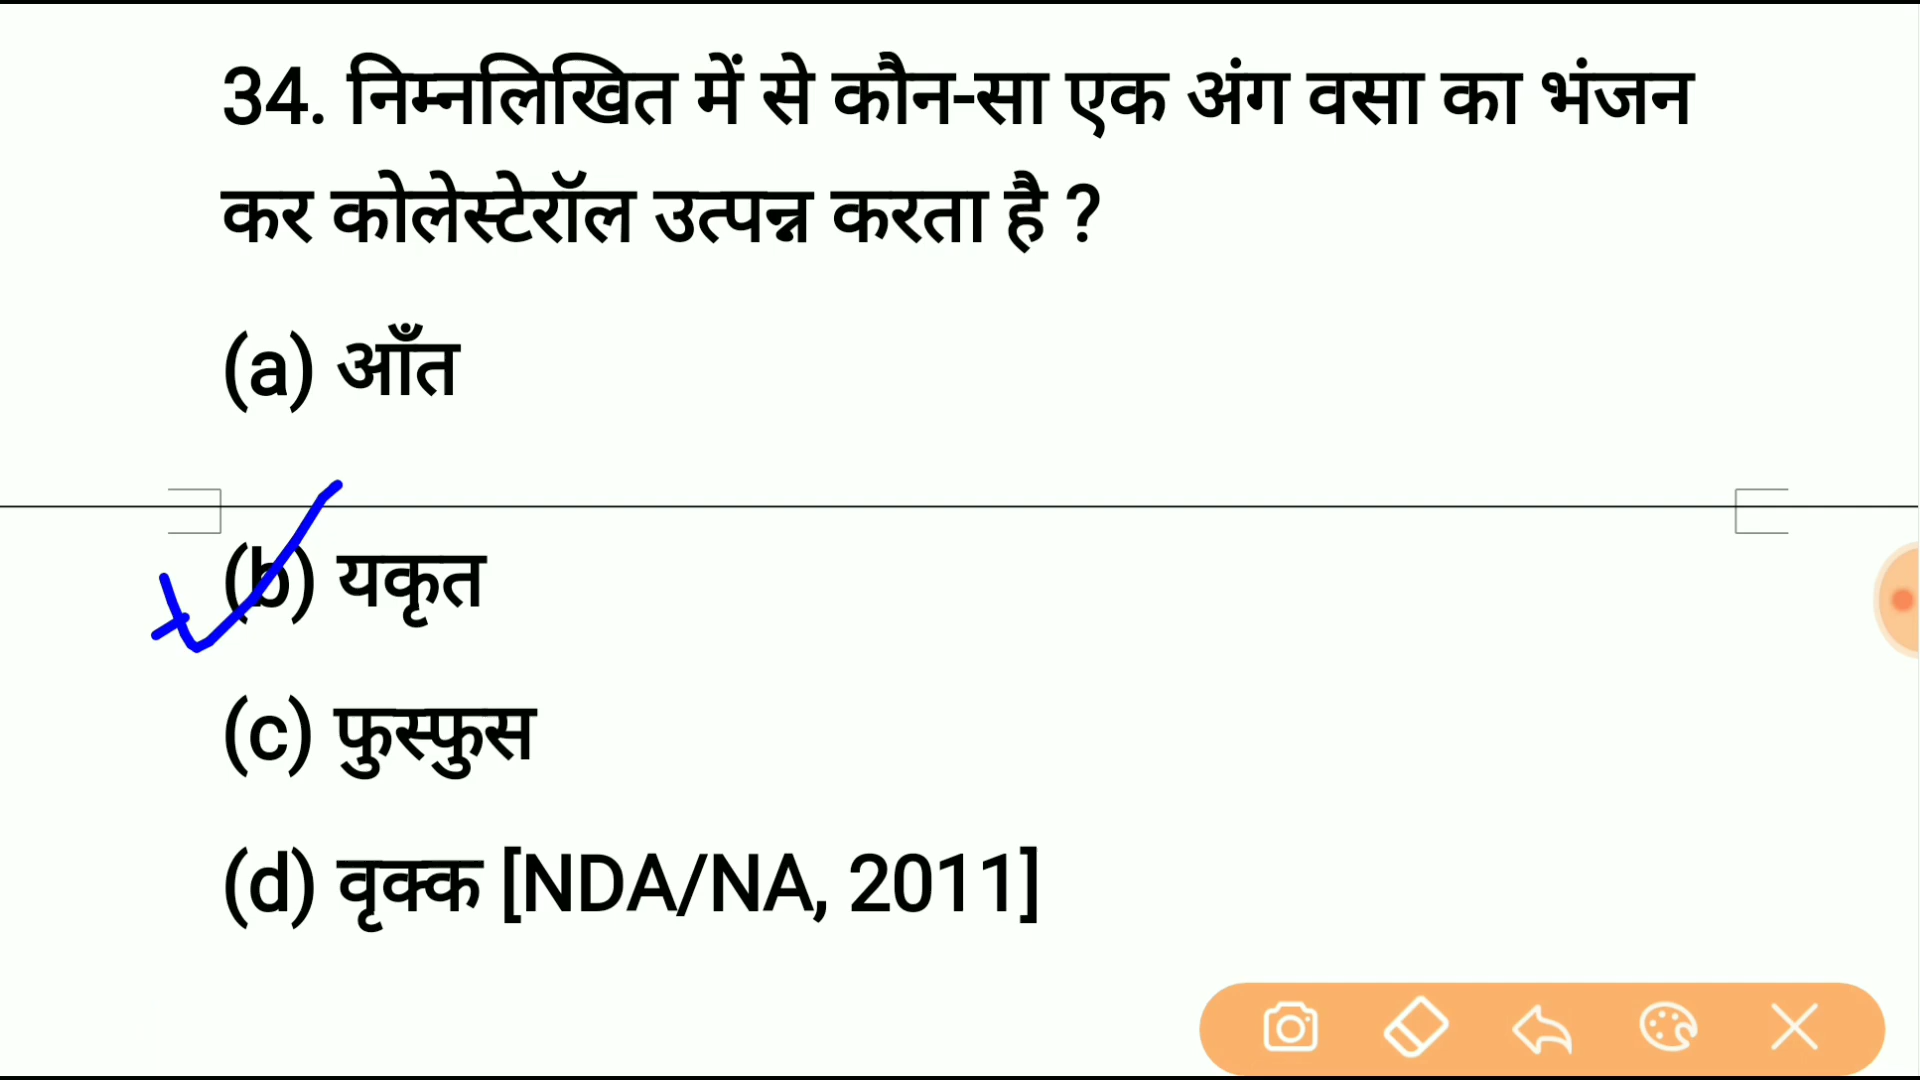 34. निम्नलिखित में से कौन-सा एक अंग वसा का भंजन
कर कोलेस्टेरॉल उत्पन्न करता है ?
(a) आँत
(b) यकृत
(c) फुस्फुस
(d) वृक्क [NDA/NA, 2011]